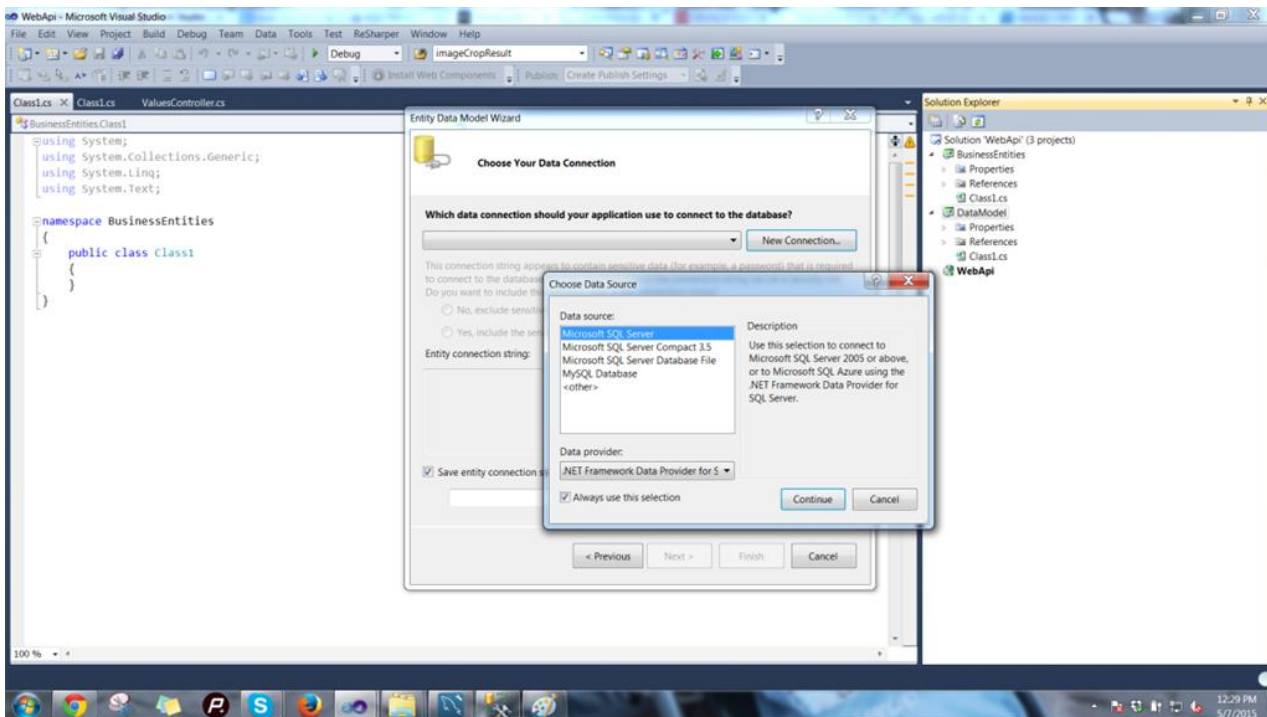 WebApi - Microsoft Visual Studio
File Edit View Project Build Debug Team Data Tools Test ReSharper Window Help
Debug
imageCropResult
Install Web Components
Publish: Create Publish Settings
Class1.cs
Class1.cs
ValuesController.cs
BusinessEntities.Class1
using System;
using System.Collections.Generic;
using System.Linq;
using System.Text;
namespace BusinessEntities
{
public class Class1
{
}
}
100 %
Entity Data Model Wizard
Choose Your Data Connection
Which data connection should your application use to connect to the database?
New Connection...
This connection string appears to contain sensitive data (for example, a password) that is required
to connect to the database
Do you want to include this
No, exclude
Yes, include the
Entity connection string:
Save entity connection
< Previous
Next >
Finish
Cancel
Choose Data Source
Data source:
Microsoft SQL Server
Microsoft SQL Server Compact 3.5
Microsoft SQL Server Database File
MySQL Database
<other>
Description
Use this selection to connect to
Microsoft SQL Server 2005 or above,
or to Microsoft SQL Azure using the
.NET Framework Data Provider for
SQL Server.
Data provider:
.NET Framework Data Provider for S
Always use this selection
Continue
Cancel
Solution Explorer
Solution 'WebApi' (3 projects)
BusinessEntities
Properties
References
Class1.cs
DataModel
Properties
References
Class1.cs
WebApi
12:29 PM
5/7/2015